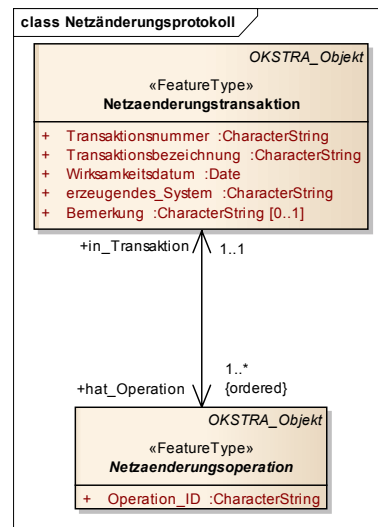 class Netzänderungsprotokoll
OKSTRA_Objekt
«FeatureType»
Netzaenderungstransaktion
+ Transaktionsnummer :CharacterString
+ Transaktionsbezeichnung :CharacterString
+ Wirksamkeitsdatum :Date
+ erzeugendes_System :CharacterString
+ Bemerkung :CharacterString [0..1]
+in_Transaktion 1..1
1..*
+hat_Operation {ordered}
OKSTRA_Objekt
«FeatureType»
Netzaenderungsoperation
+ Operation_ID :CharacterString